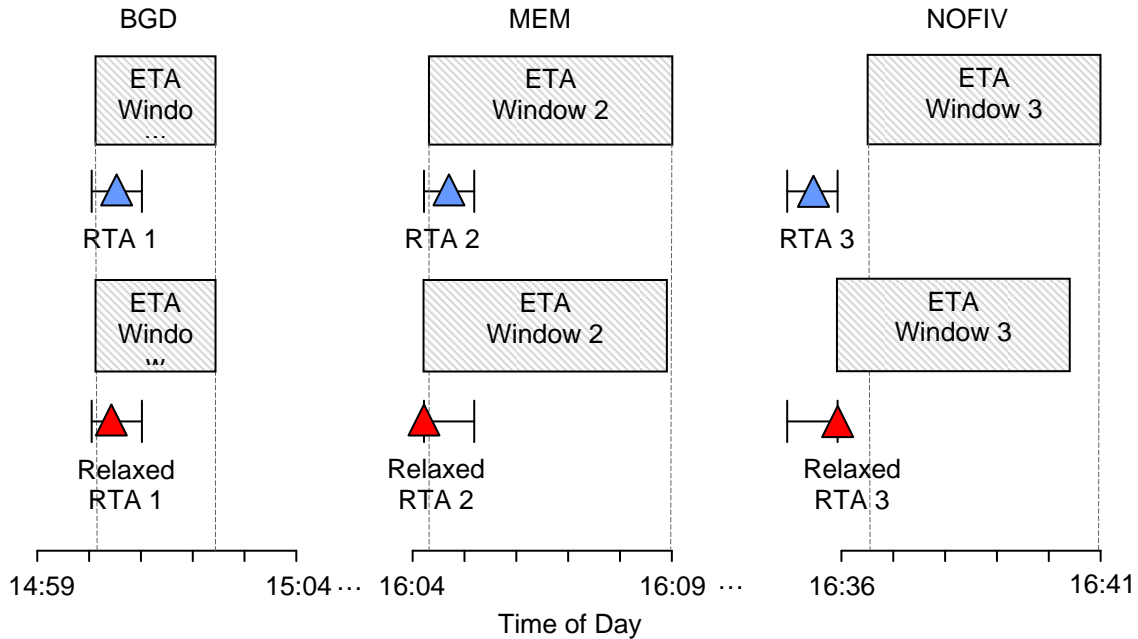 BGD
MEM
NOFIV
ETA
Windo
ETA
Window 2
ETA
Window 3
RTA 1
RTA 2
RTA 3
ETA
Windo
w
ETA
Window 2
ETA
Window 3
Relaxed
RTA 1
Relaxed
RTA 2
Relaxed
RTA 3
14:59
15:04 ...
16:04
16:09 ...
16:36
16:41
Time of Day